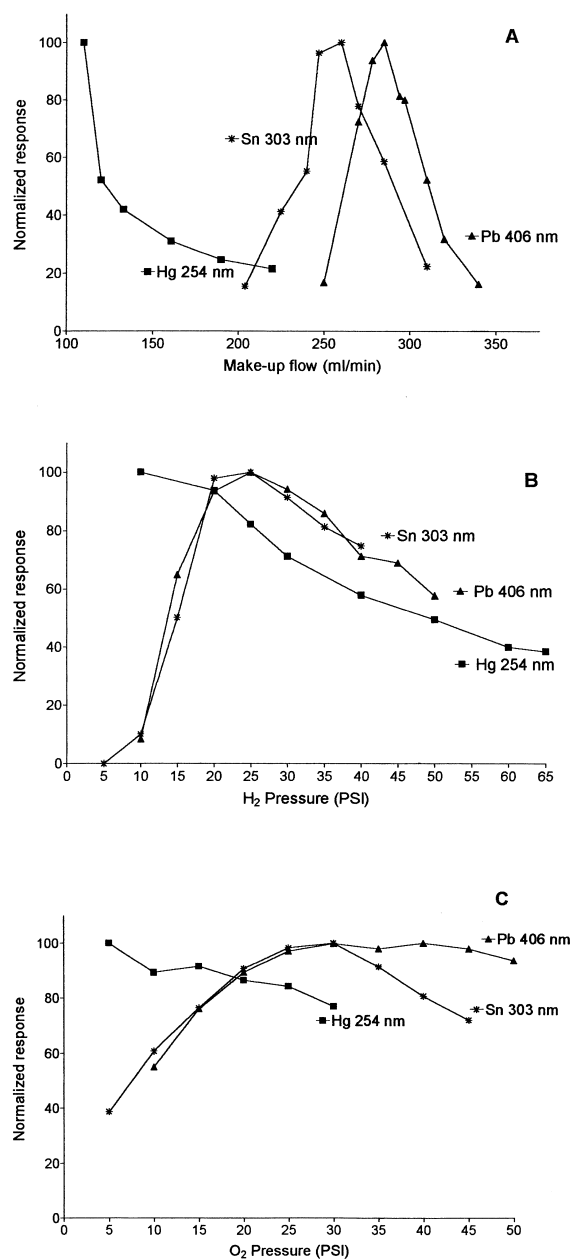 A
100
80
60
40
20
0
Normalized response
Sn 303 nm
Pb 406 nm
Hg 254 nm
100 150 200 250 300 350
Make-up flow (ml/min)
B
100
80
60
40
20
0
Normalized response
Sn 303 nm
Pb 406 nm
Hg 254 nm
0 5 10 15 20 25 30 35 40 45 50 55 60 65
H2 Pressure (PSI)
C
100
80
60
40
20
0
Normalized response
Pb 406 nm
Sn 303 nm
Hg 254 nm
0 5 10 15 20 25 30 35 40 45 50
O2 Pressure (PSI)